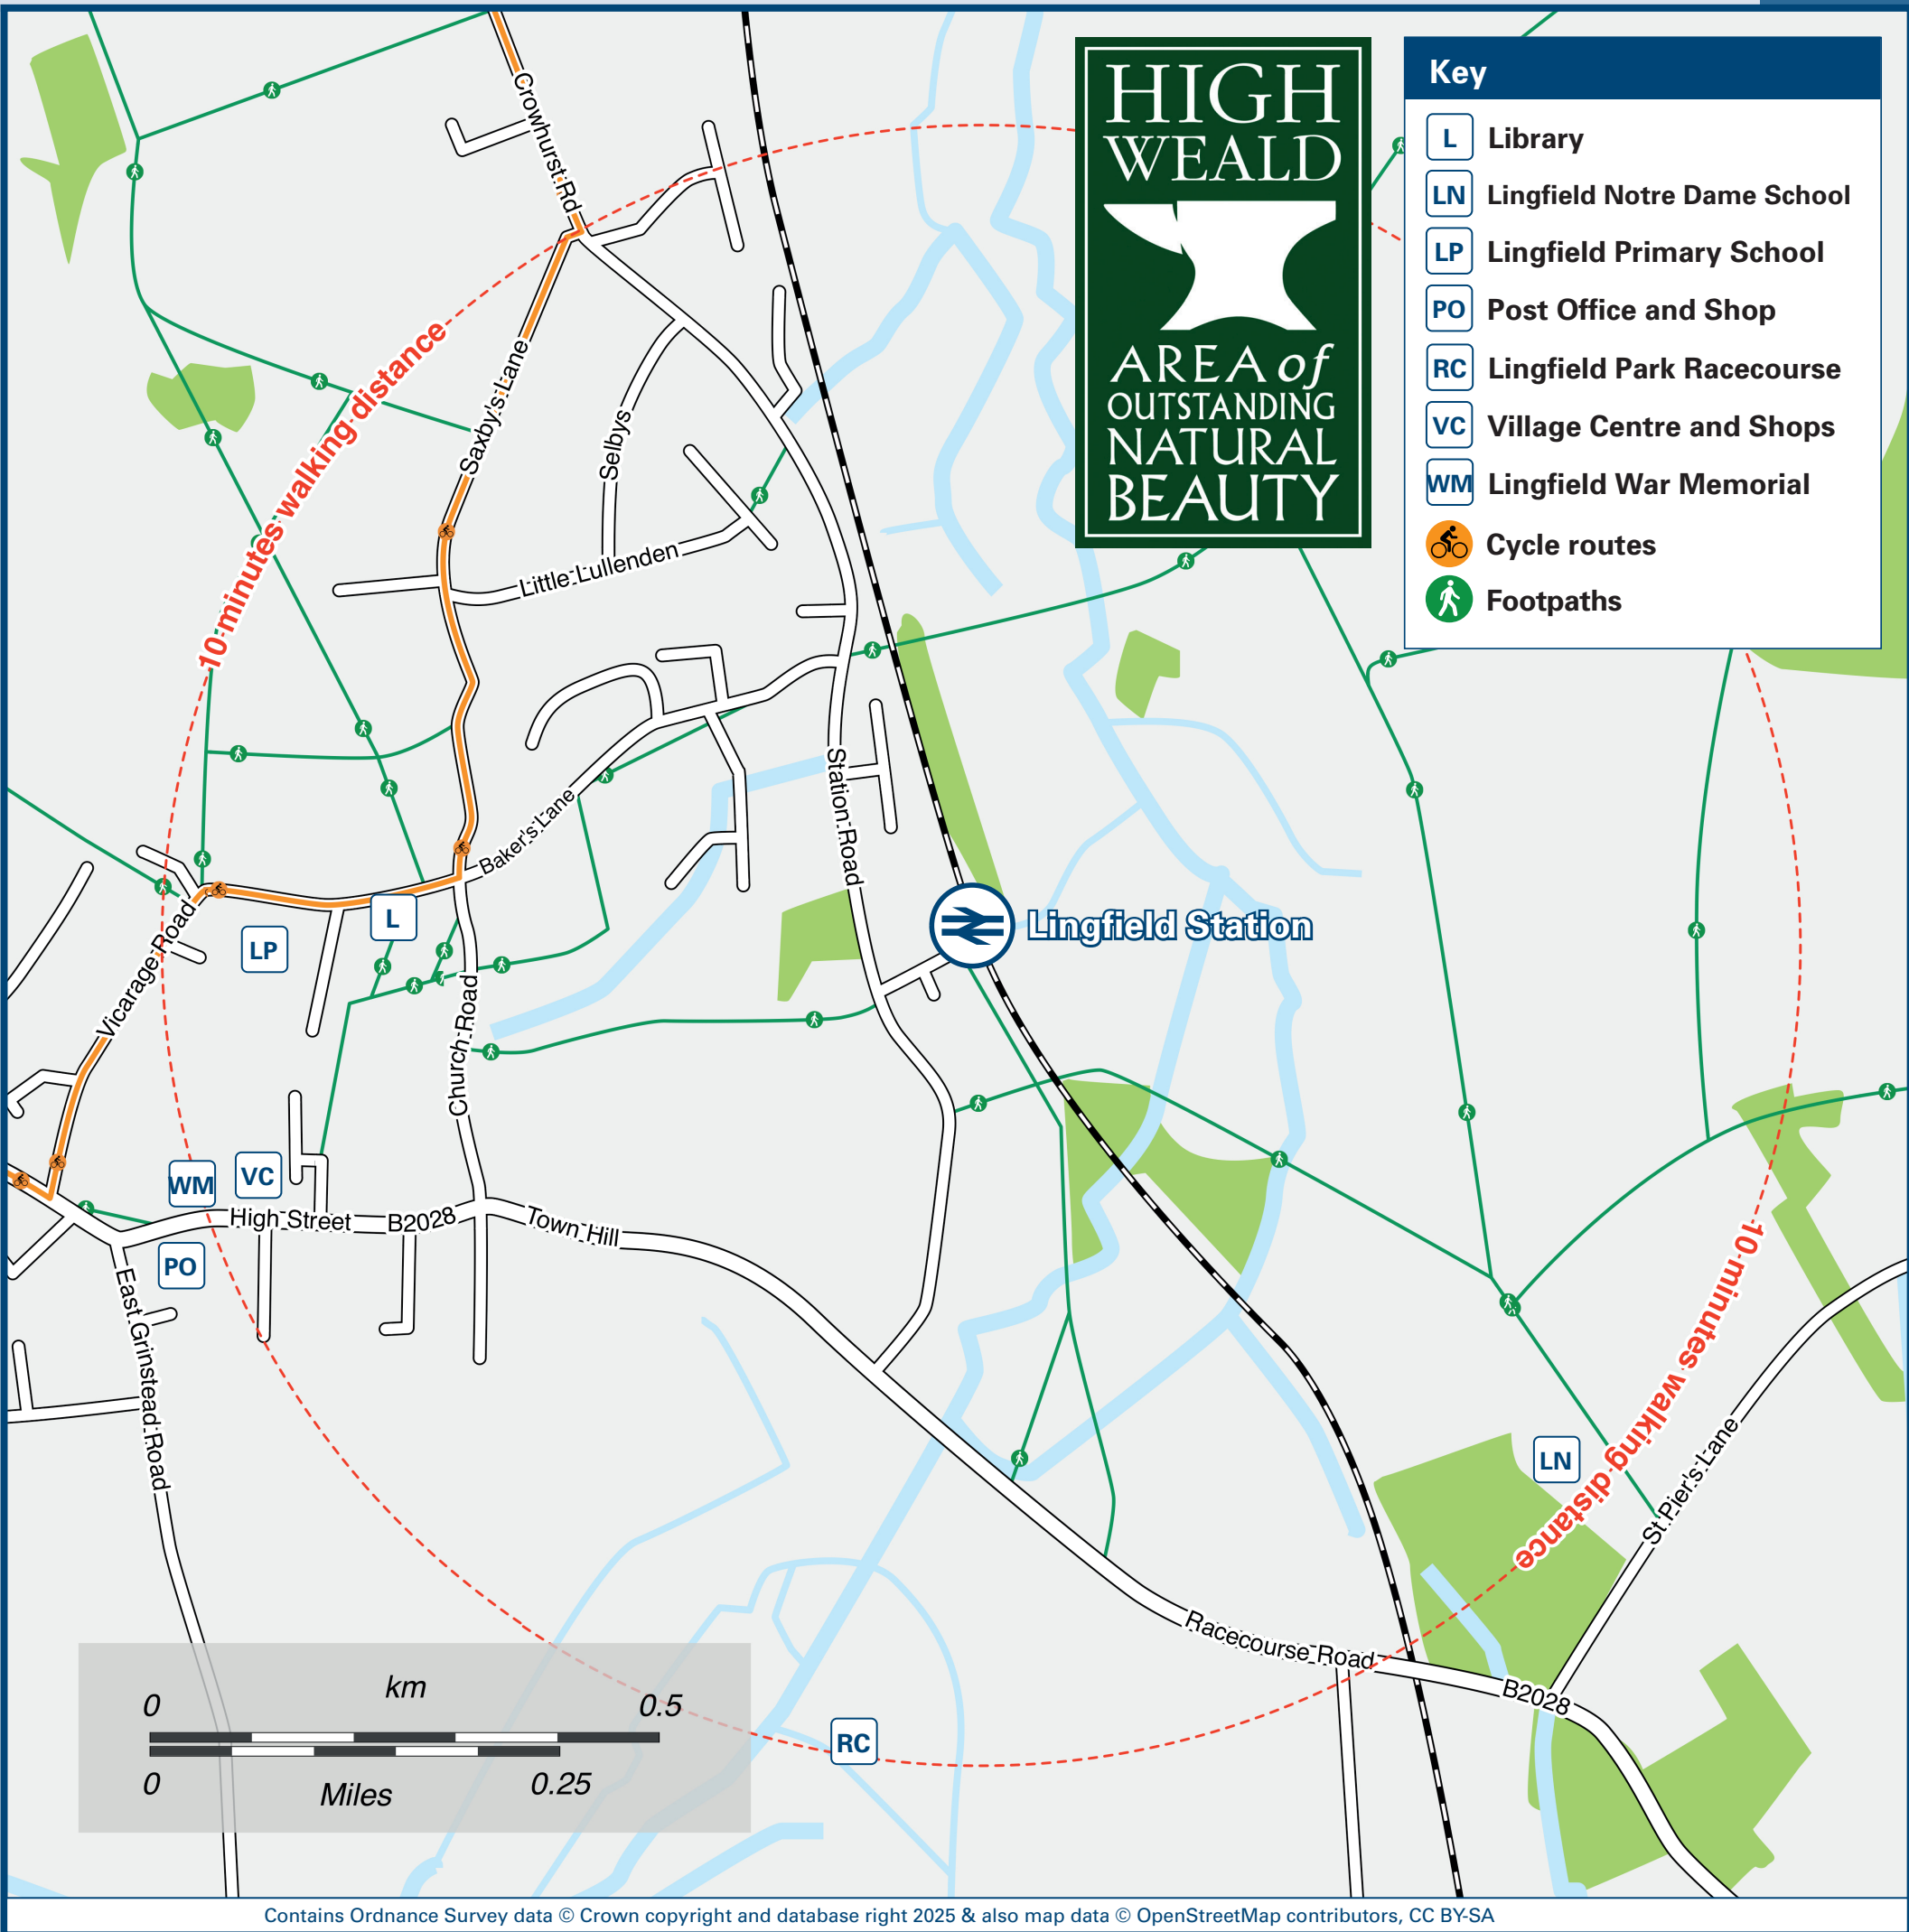 HIGH
WEALD
AREA of
OUTSTANDING
NATURAL
BEAUTY
Key
L Library
LN Lingfield Notre Dame School
LP Lingfield Primary School
PO Post Office and Shop
RC Lingfield Park Racecourse
VC Village Centre and Shops
WM Lingfield War Memorial
Cycle routes
Footpaths
Crowhurst Rd
10 minutes walking distance
Saxby's Lane
Selbys
Little Lullenden
Station Road
Baker's Lane
Lingfield Station
L
LP
Vicarage Road
Church Road
WM
VC
High Street
B2028
Town Hill
PO
East Grinstead Road
10 minutes walking distance
LN
St Pier's Lane
Racecourse Road
B2028
RC
km
0 0.5
0 0.25
Miles
Contains Ordnance Survey data © Crown copyright and database right 2025 & also map data © OpenStreetMap contributors, CC BY-SA